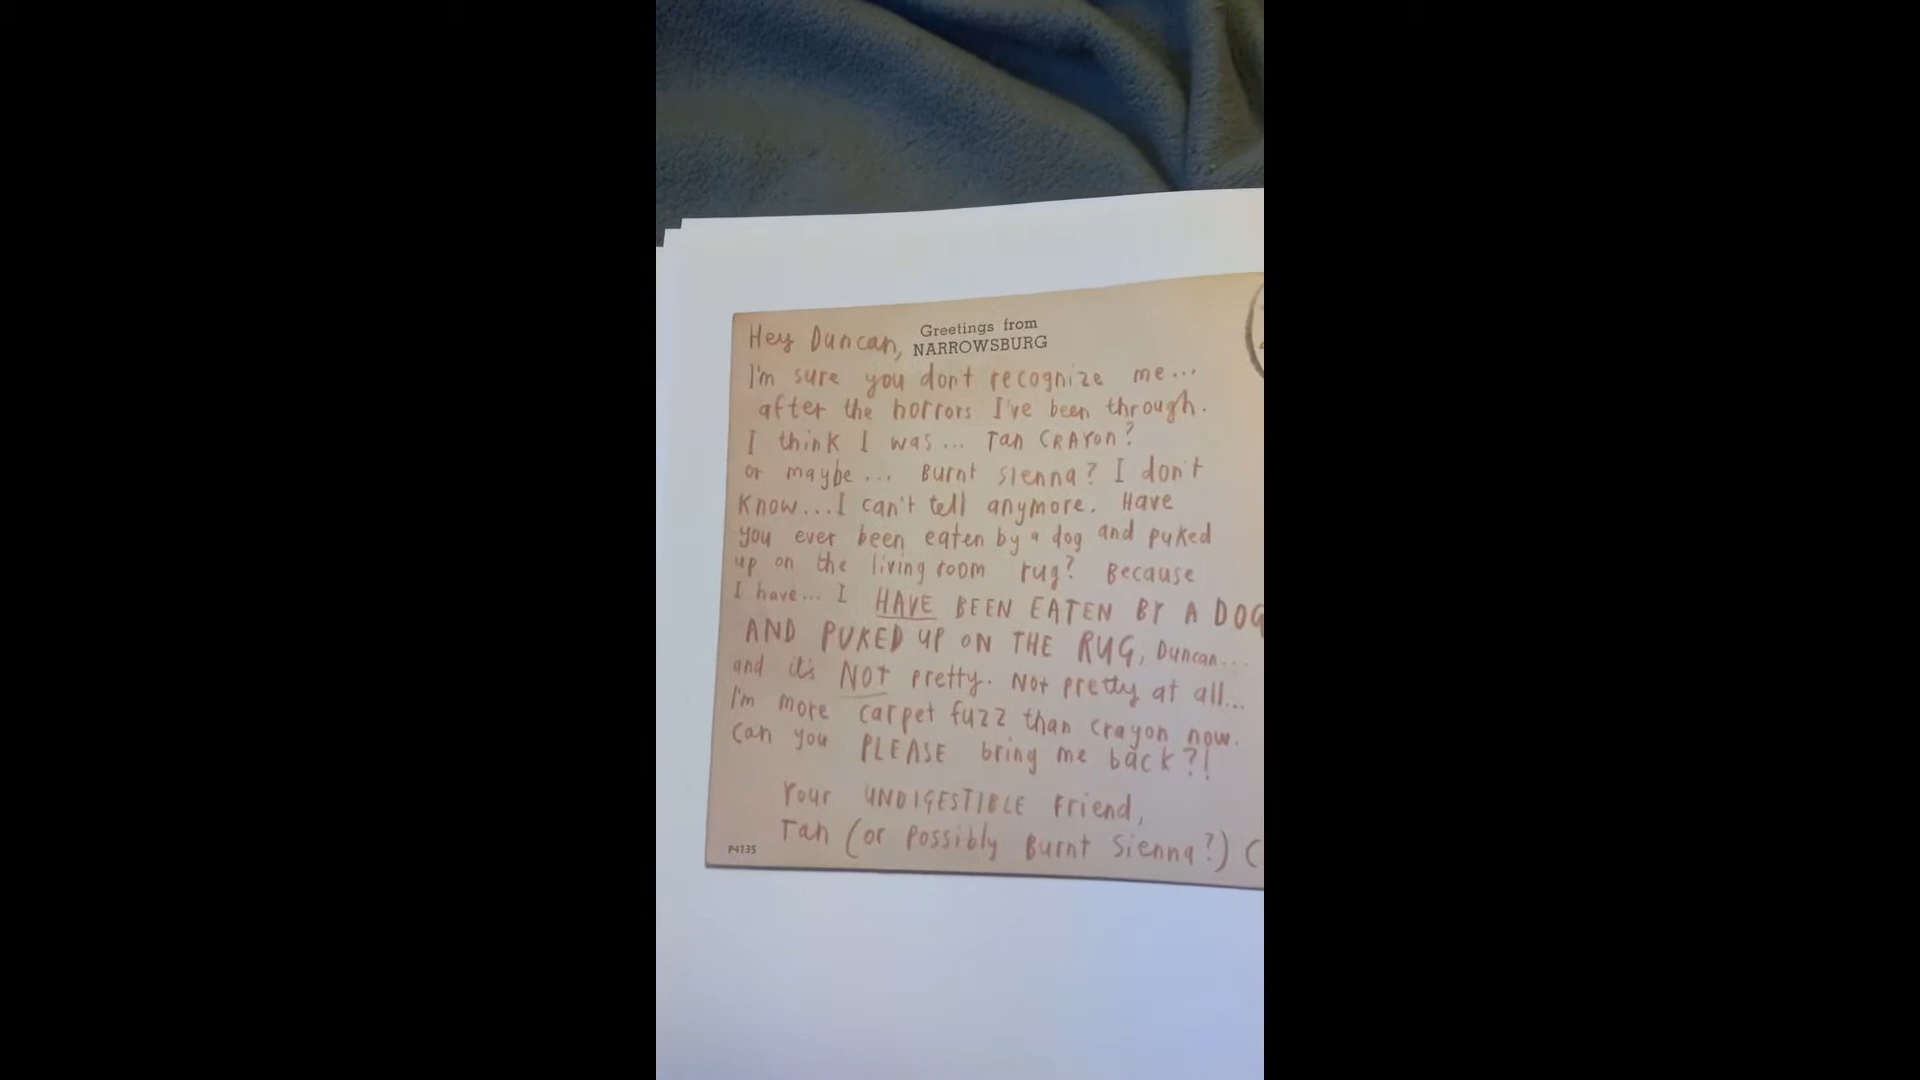 Greetings from
NARROWSBURG
Hey Duncan,
I'm sure you don't recognize me...
after the horrors I've been through.
I think I was... Tan CRAYon?
or maybe... Burnt Sienna? I don't
know...I can't tell anymore. Have
you ever been eaten by a dog and puked
up on the living room rug? Because
I have... I HAVE BEEN EATEN BY A DOG
AND PUKED UP ON THE RUG, Duncan...
and it's NOT pretty. Not pretty at all...
I'm more carpet fuzz than crayon now.
Can you PLEASE bring me back?!
Your UNDIGESTIBLE Friend,
Tan (or possibly Burnt Sienna?) (
P4135